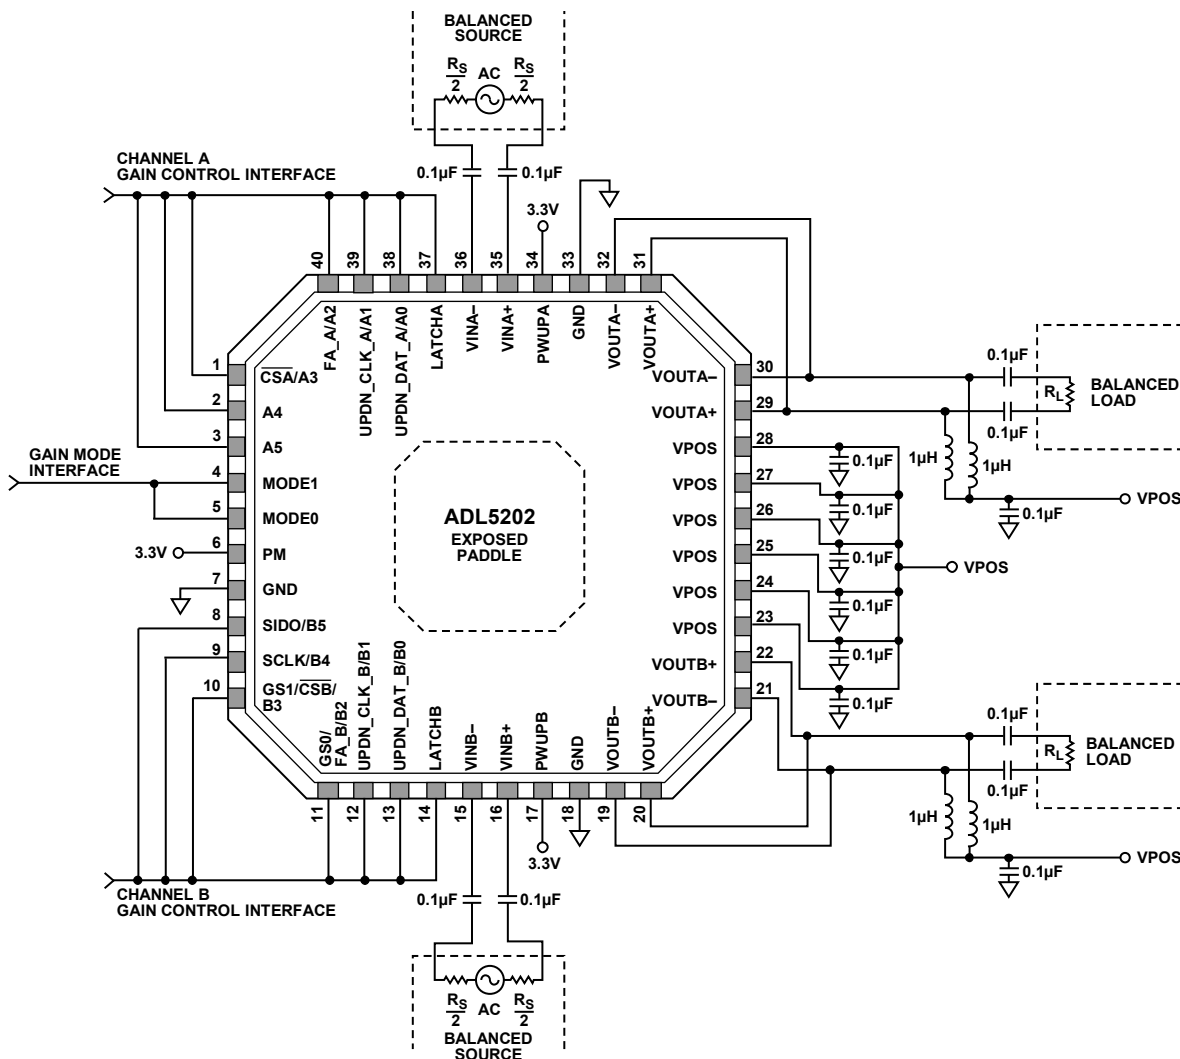 BALANCED
SOURCE
RS/2 AC RS/2
0.1µF 0.1µF
CHANNEL A
GAIN CONTROL INTERFACE
3.3V
40 39 38 37 36 35 34 33 32 31
FA_A/A2
UPDN_CLK_A/A1
UPDN_DAT_A/A0
LATCHA
VINA−
VINA+
PWUPA
GND
VOUTA−
VOUTA+
1 CSA/A3
2 A4
3 A5
GAIN MODE
INTERFACE
4 MODE1
5 MODE0
3.3V 6 PM
7 GND
8 SIDO/B5
9 SCLK/B4
10 GS1/CSB/
B3
ADL5202
EXPOSED
PADDLE
VOUTA− 30
VOUTA+ 29
VPOS 28
VPOS 27
VPOS 26
VPOS 25
VPOS 24
VPOS 23
VOUTB+ 22
VOUTB− 21
0.1µF
0.1µF
RL
BALANCED
LOAD
1µH
1µH
0.1µF
VPOS
0.1µF
0.1µF
0.1µF
0.1µF
0.1µF
0.1µF
VPOS
0.1µF
0.1µF
RL
BALANCED
LOAD
1µH
1µH
0.1µF
VPOS
GS0/
FA_B/B2
UPDN_CLK_B/B1
UPDN_DAT_B/B0
LATCHB
VINB−
VINB+
PWUPB
GND
VOUTB−
VOUTB+
11 12 13 14 15 16 17 18 19 20
3.3V
CHANNEL B
GAIN CONTROL INTERFACE
0.1µF 0.1µF
RS/2 AC RS/2
BALANCED
SOURCE